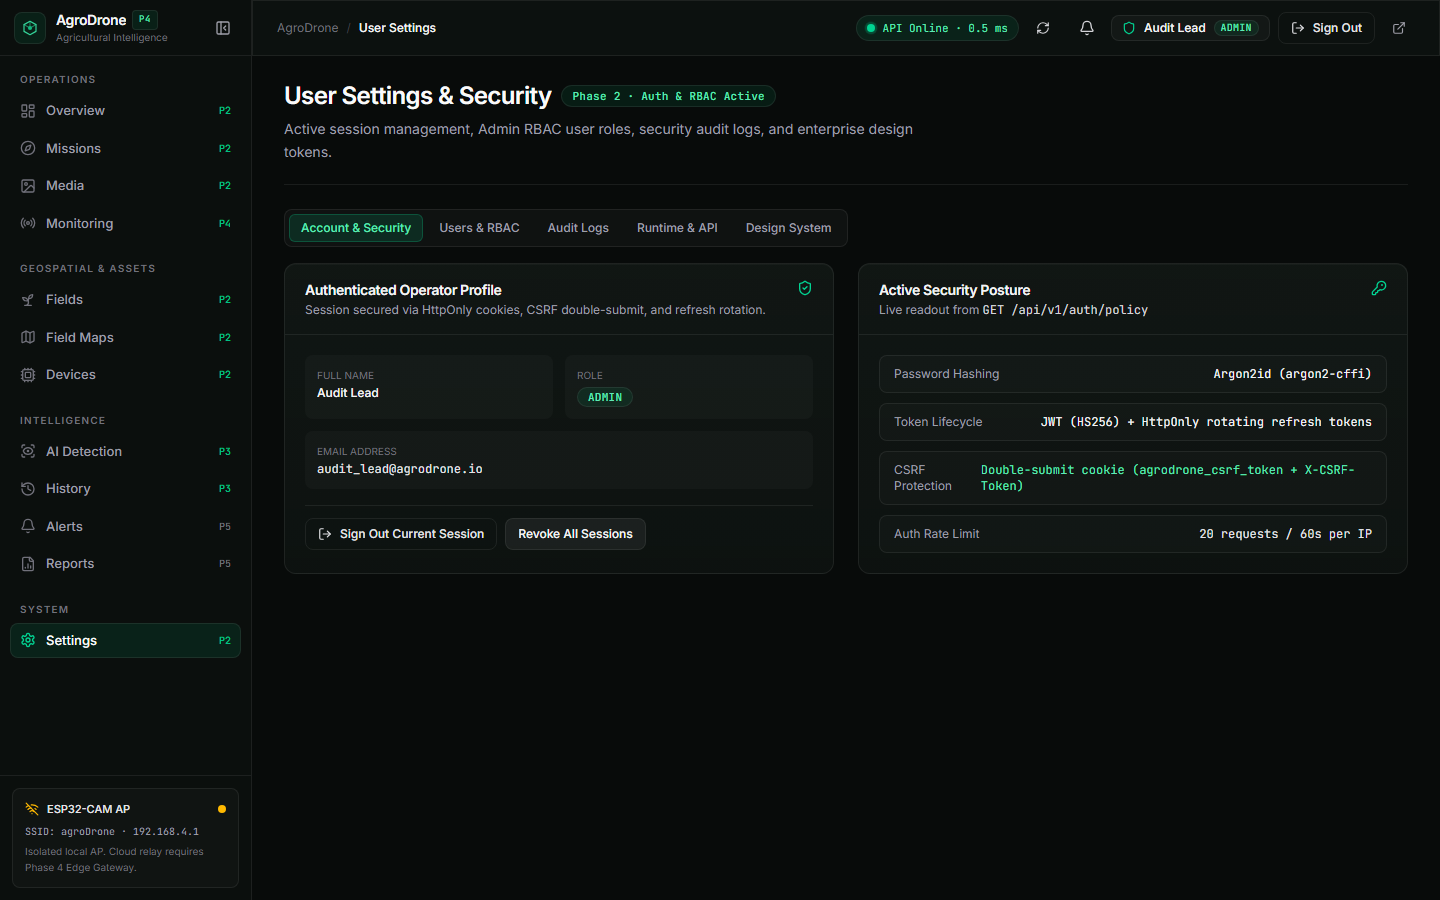 AgroDrone P4
Agricultural Intelligence
OPERATIONS
Overview P2
Missions P2
Media P2
Monitoring P4
GEOSPATIAL & ASSETS
Fields P2
Field Maps P2
Devices P2
INTELLIGENCE
AI Detection P3
History P3
Alerts P5
Reports P5
SYSTEM
Settings P2
ESP32-CAM AP
SSID: agroDrone · 192.168.4.1
Isolated local AP. Cloud relay requires
Phase 4 Edge Gateway.
AgroDrone / User Settings
API Online · 0.5 ms
Audit Lead ADMIN
Sign Out
User Settings & Security Phase 2 · Auth & RBAC Active
Active session management, Admin RBAC user roles, security audit logs, and enterprise design
tokens.
Account & Security Users & RBAC Audit Logs Runtime & API Design System
Authenticated Operator Profile
Session secured via HttpOnly cookies, CSRF double-submit, and refresh rotation.
FULL NAME
Audit Lead
ROLE
ADMIN
EMAIL ADDRESS
audit_lead@agrodrone.io
Sign Out Current Session Revoke All Sessions
Active Security Posture
Live readout from GET /api/v1/auth/policy
Password Hashing Argon2id (argon2-cffi)
Token Lifecycle JWT (HS256) + HttpOnly rotating refresh tokens
CSRF
Protection
Double-submit cookie (agrodrone_csrf_token + X-CSRF-
Token)
Auth Rate Limit 20 requests / 60s per IP